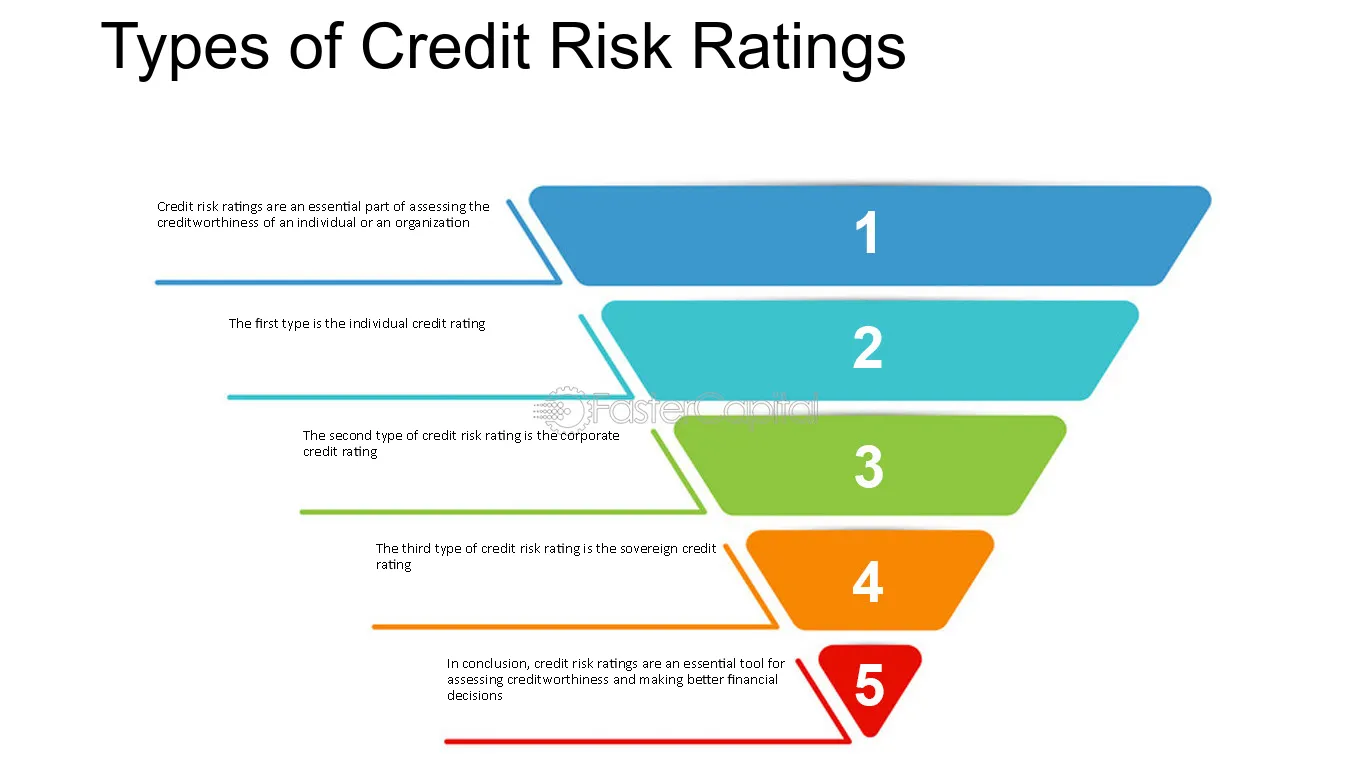 Types of Credit Risk Ratings
Credit risk ratings are an essential part of assessing the
creditworthiness of an individual or an organization
1
The first type is the individual credit rating
2
FasterCapital
The second type of credit risk rating is the corporate
credit rating
3
The third type of credit risk rating is the sovereign credit
rating
4
In conclusion, credit risk ratings are an essential tool for
assessing creditworthiness and making better financial
decisions
5